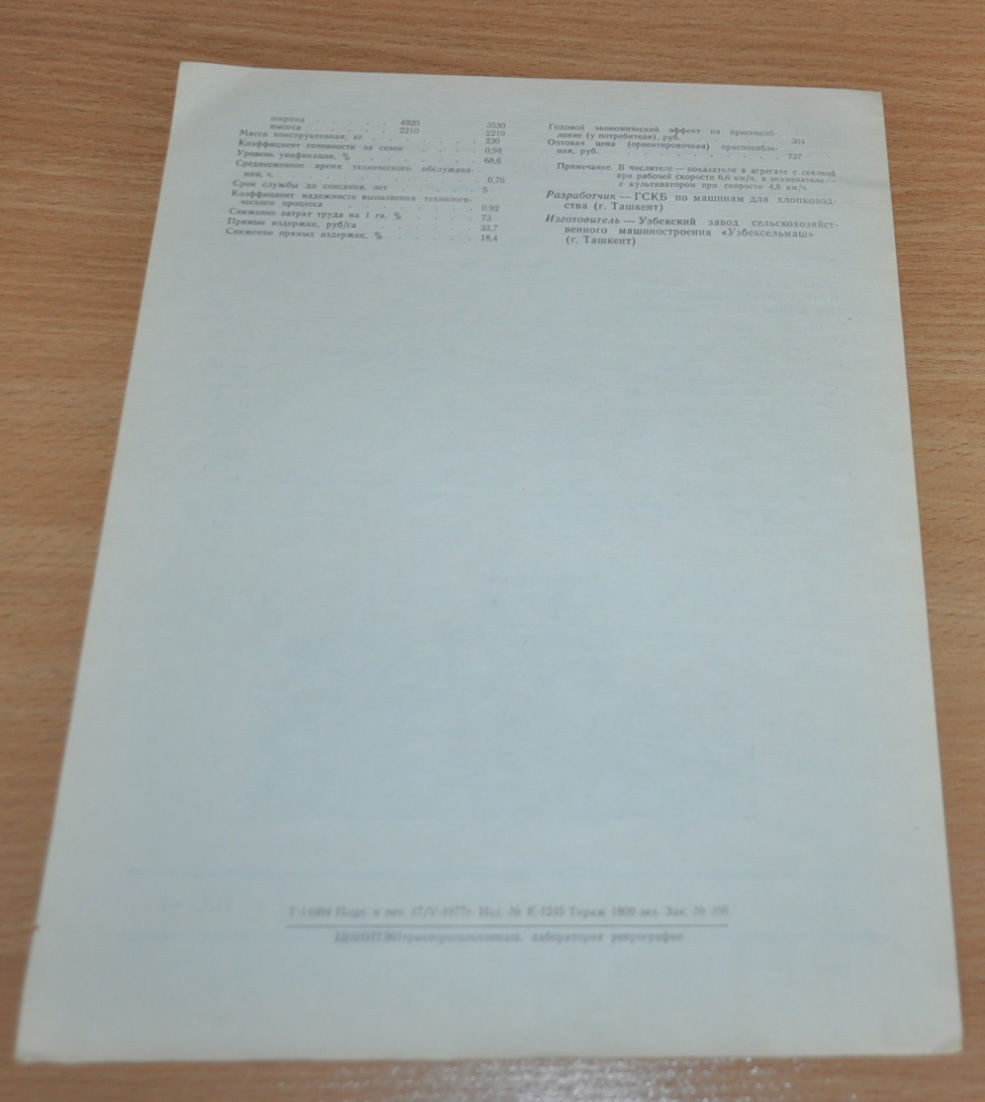 ширина . . . . . 4920 3530
высота . . . . . 2210 2210
Масса конструктивная, кг . . . . . 230
Коэффициент готовности за сезон . . . . 0,98
Уровень унификации, % . . . . . . 68,6
Среднесменное время технического обслужива-
ния, ч. . . . . . . . . 0,76
Срок службы до списания, лет . . . . . 5
Коэффициент надежности выполнения технологи-
ческого процесса . . . . . . . 0,92
Снижение затрат труда на 1 га, % . . . . 73
Прямые издержки, руб/га . . . . . 33,7
Снижение прямых издержек, % . . . . . 18,4
Годовой экономический эффект на приспособ-
ление (у потребителя), руб. . . . . 304
Оптовая цена (ориентировочная) приспособле-
ния, руб. . . . . . . . . 737
Примечание. В числителе — показатели в агрегате с сеялкой
при рабочей скорости 6,6 км/ч, в знаменателе —
с культиватором при скорости 4,8 км/ч.
Разработчик — ГСКБ по машинам для хлопковод-
ства (г. Ташкент)
Изготовитель — Узбекский завод сельскохозяйст-
венного машиностроения «Узбексельмаш»
(г. Ташкент)
Подп. к печ. 17/V-1977г. Изд. № К-1245 Тираж 1800 экз. Зак. № 356
лаборатория репрографии